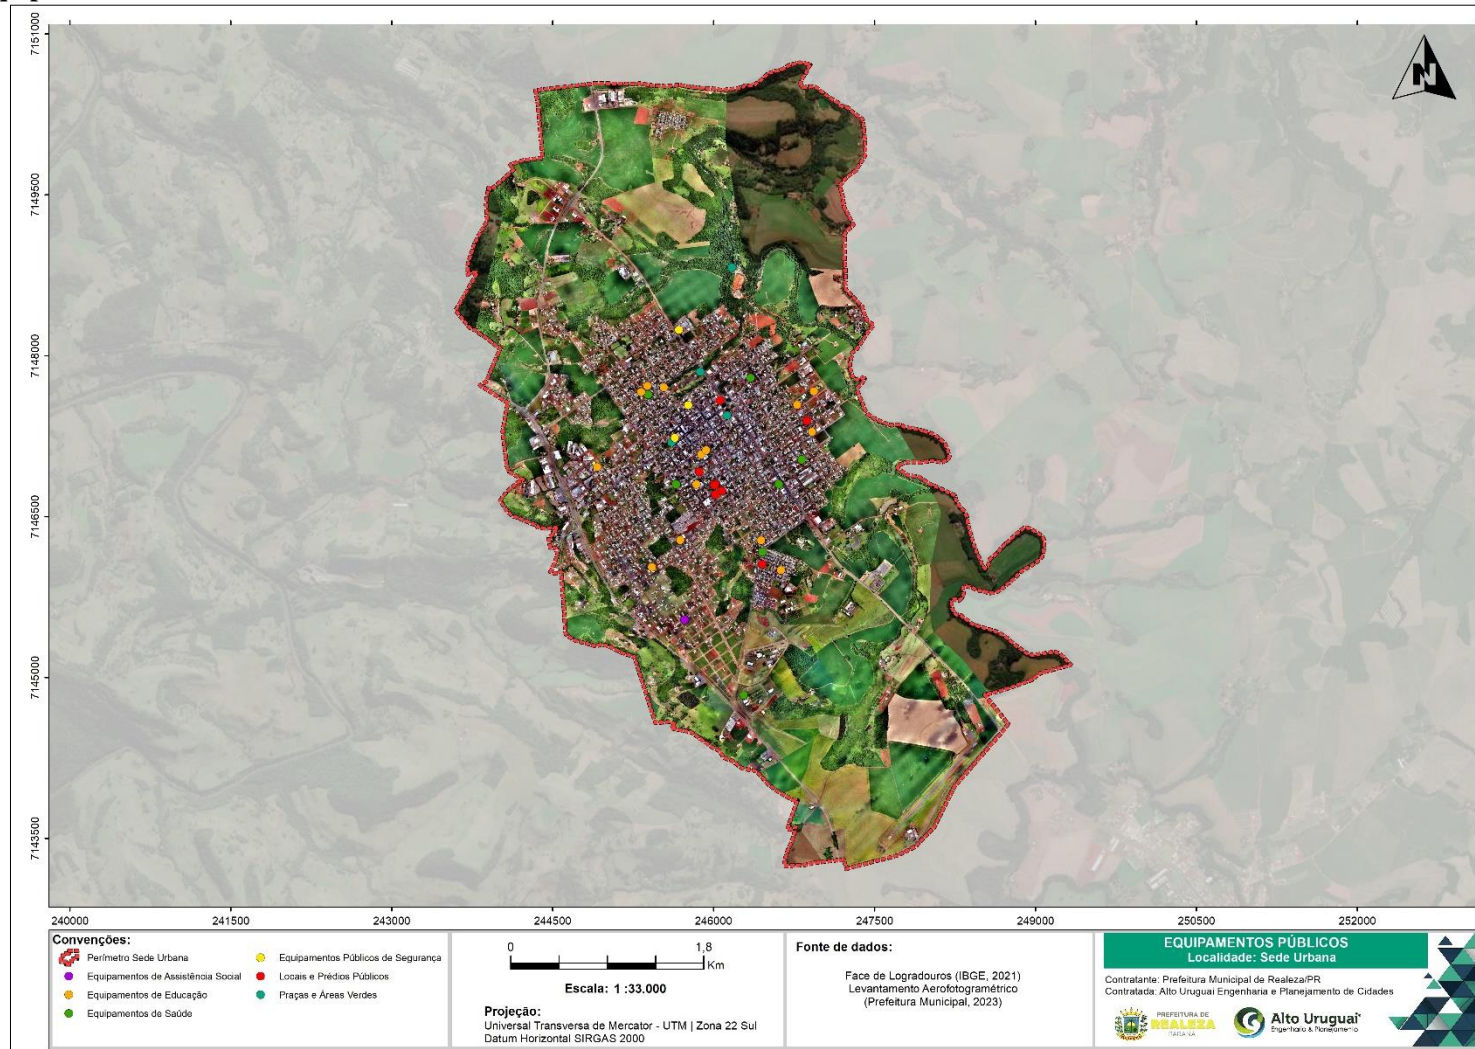 7151000
7149500
7148000
7146500
7145000
7143500
N
240000 241500 243000 244500 246000 247500 249000 250500 252000
Convenções:
Perímetro Sede Urbana
Equipamentos de Assistência Social
Equipamentos de Educação
Equipamentos de Saúde
Equipamentos Públicos de Segurança
Locais e Prédios Públicos
Praças e Áreas Verdes
0 1,8
Km
Escala: 1 :33.000
Projeção:
Universal Transversa de Mercator - UTM | Zona 22 Sul
Datum Horizontal SIRGAS 2000
Fonte de dados:
Face de Logradouros (IBGE, 2021)
Levantamento Aerofotogramétrico
(Prefeitura Municipal, 2023)
EQUIPAMENTOS PÚBLICOS
Localidade: Sede Urbana
Contratante: Prefeitura Municipal de Realeza/PR
Contratada: Alto Uruguai Engenharia e Planejamento de Cidades
PREFEITURA DE
REALEZA
PARANÁ
Alto Uruguai
Engenharia & Planejamento